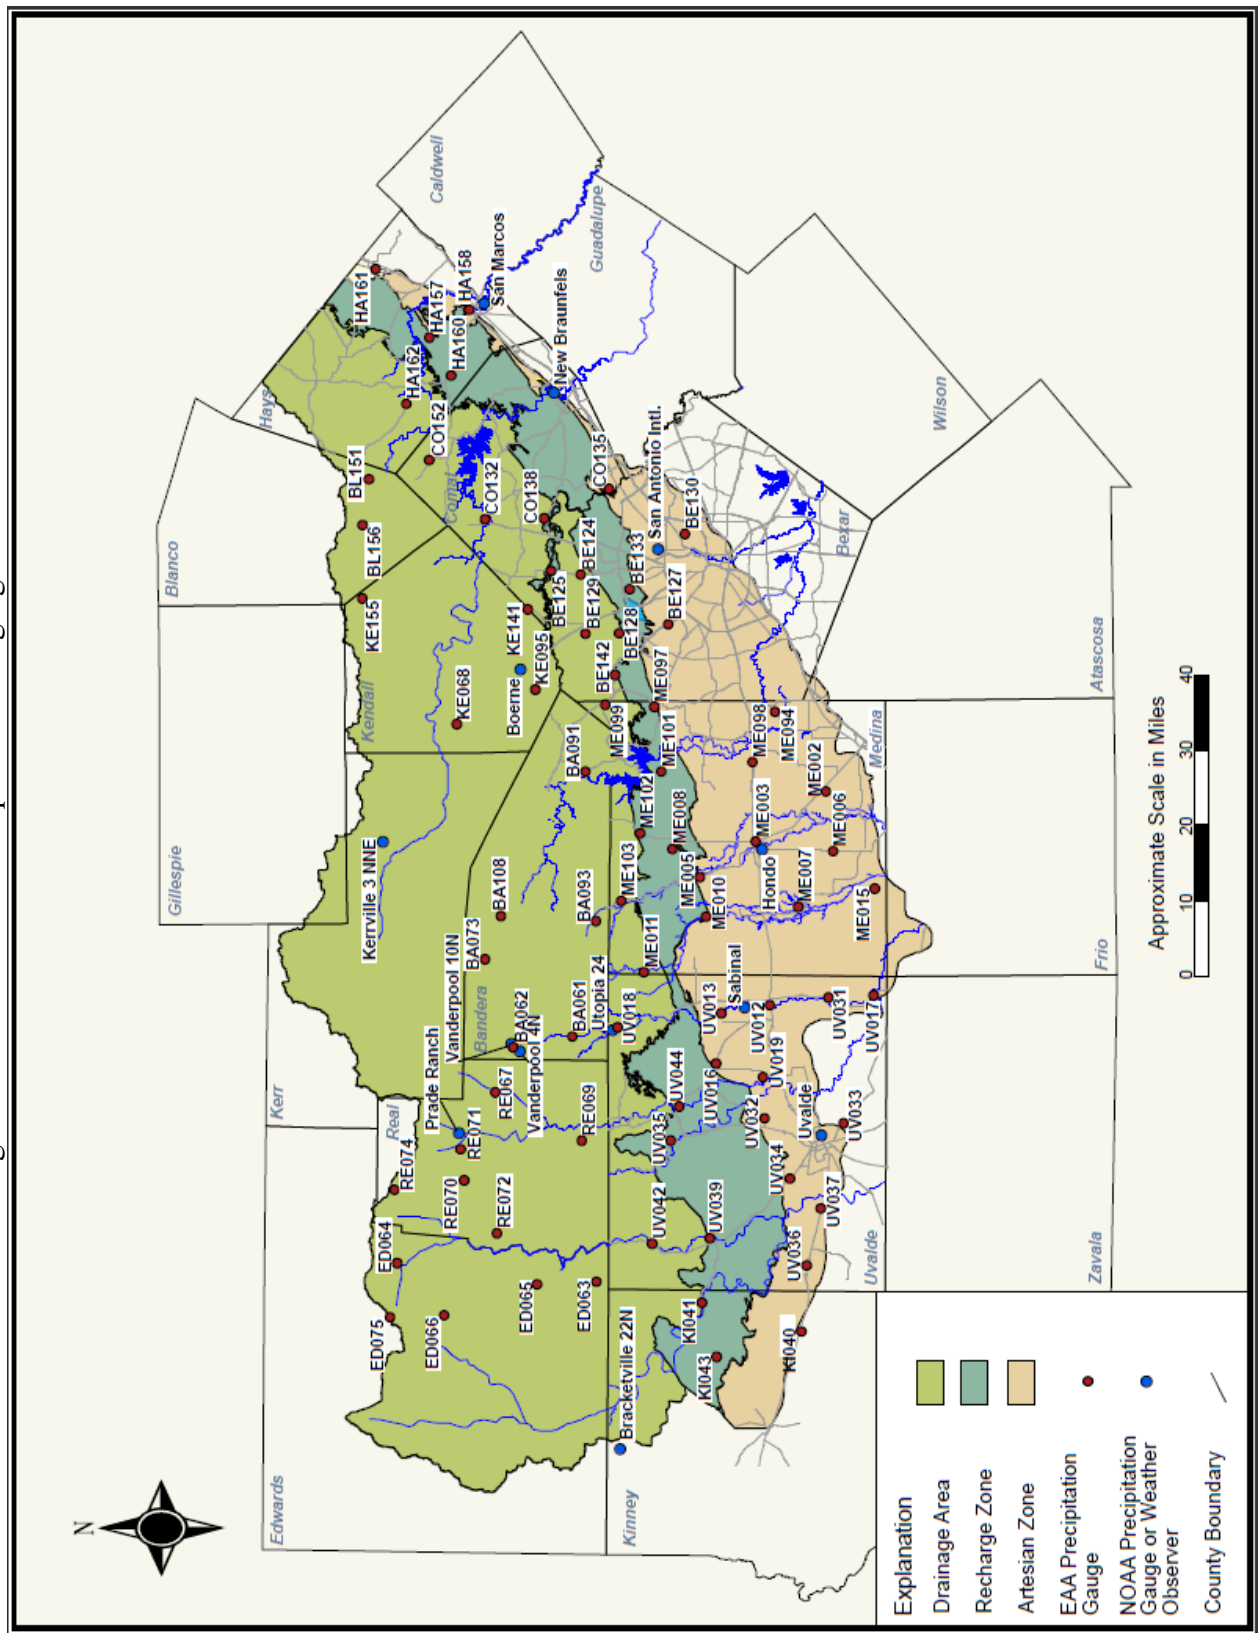 N
Edwards
Kerr
Gillespie
Blanco
Hays
Caldwell
Guadalupe
Kendall
Comal
Real
Bandera
Kinney
Uvalde
Medina
Bexar
Wilson
Zavala
Frio
Atascosa
ED075
ED064
ED066
ED065
ED063
RE074
RE070
RE072
RE071
RE067
RE069
Prade Ranch
Vanderpool 10N
Vanderpool 4N
BA062
BA073
BA108
BA061
BA093
BA091
Utopia 24
Kerrville 3 NNE
KE155
KE068
KE141
KE095
Boerne
BL156
BL151
CO152
CO132
CO138
CO135
HA161
HA162
HA157
HA160
HA158
San Marcos
New Braunfels
San Antonio Intl.
BE125
BE124
BE129
BE133
BE128
BE142
BE127
BE130
ME097
ME099
ME101
ME102
ME008
ME103
ME005
ME010
ME011
ME098
ME094
ME002
ME003
Hondo
ME006
ME007
ME015
Bracketville 22N
KI041
KI043
KI040
UV042
UV039
UV035
UV044
UV018
UV016
UV013
Sabinal
UV012
UV031
UV017
UV019
UV032
Uvalde
UV033
UV034
UV037
UV036
Explanation
Drainage Area
Recharge Zone
Artesian Zone
EAA Precipitation
Gauge
NOAA Precipitation
Gauge or Weather
Observer
County Boundary
0 10 20 30 40
Approximate Scale in Miles